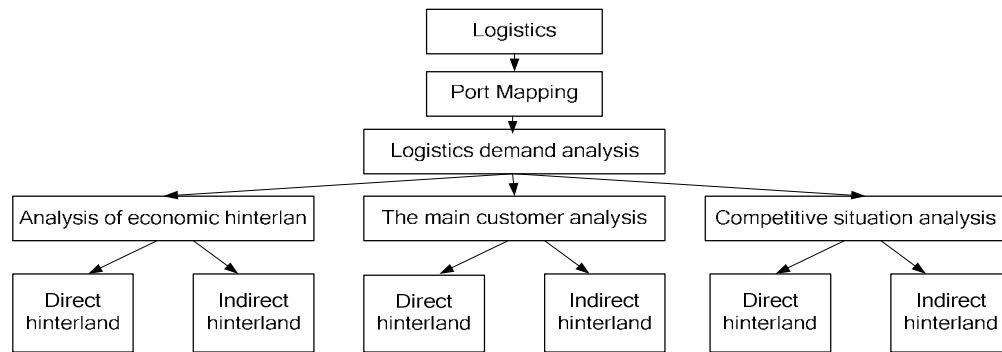 Logistics
Port Mapping
Logistics demand analysis
Analysis of economic hinterlan
The main customer analysis
Competitive situation analysis
Direct
hinterland
Indirect
hinterland
Direct
hinterland
Indirect
hinterland
Direct
hinterland
Indirect
hinterland